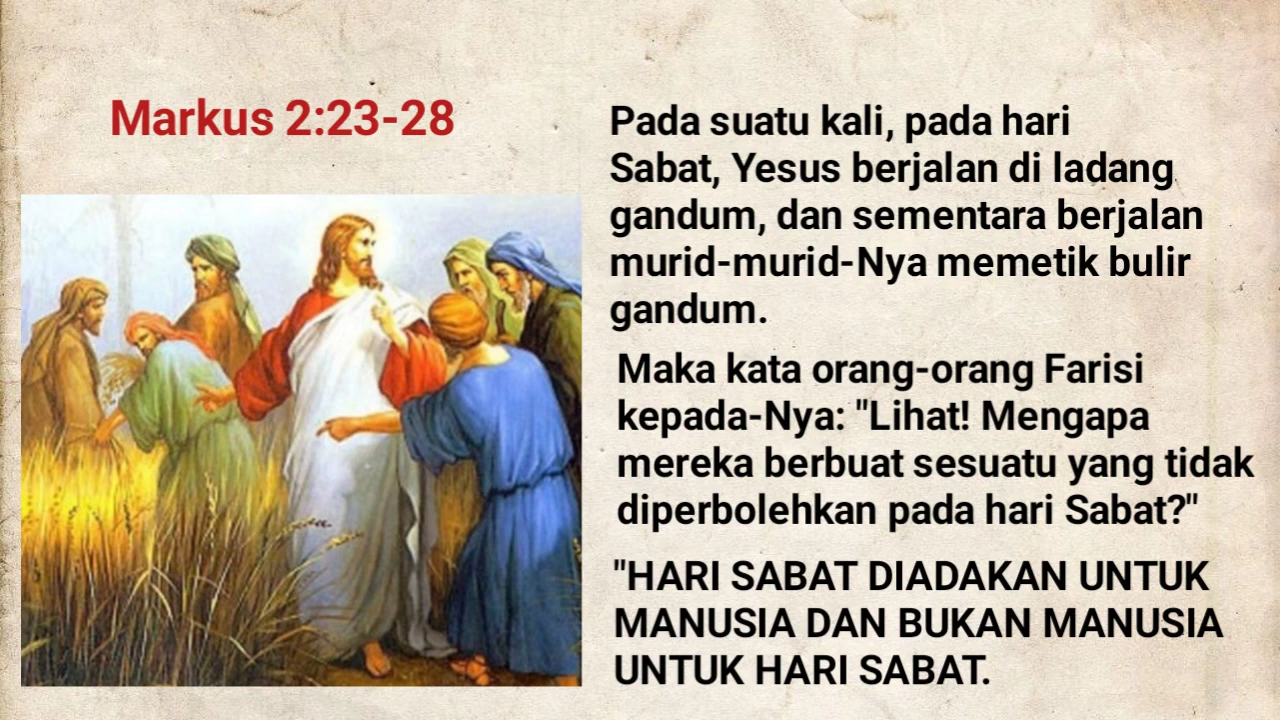 Markus 2:23-28
Pada suatu kali, pada hari
Sabat, Yesus berjalan di ladang
gandum, dan sementara berjalan
murid-murid-Nya memetik bulir
gandum.
Maka kata orang-orang Farisi
kepada-Nya: "Lihat! Mengapa
mereka berbuat sesuatu yang tidak
diperbolehkan pada hari Sabat?"
"HARI SABAT DIADAKAN UNTUK
MANUSIA DAN BUKAN MANUSIA
UNTUK HARI SABAT.